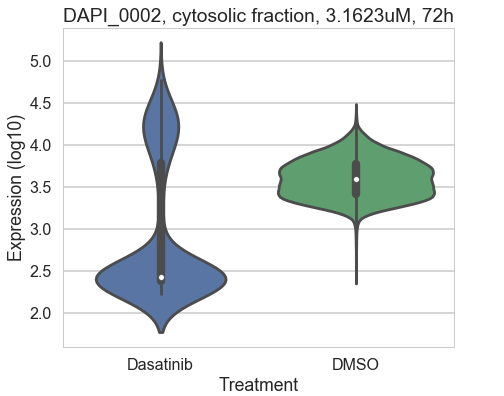 DAPI_0002, cytosolic fraction, 3.1623uM, 72h
Expression (log10)
5.0
4.5
4.0
3.5
3.0
2.5
2.0
Dasatinib DMSO
Treatment